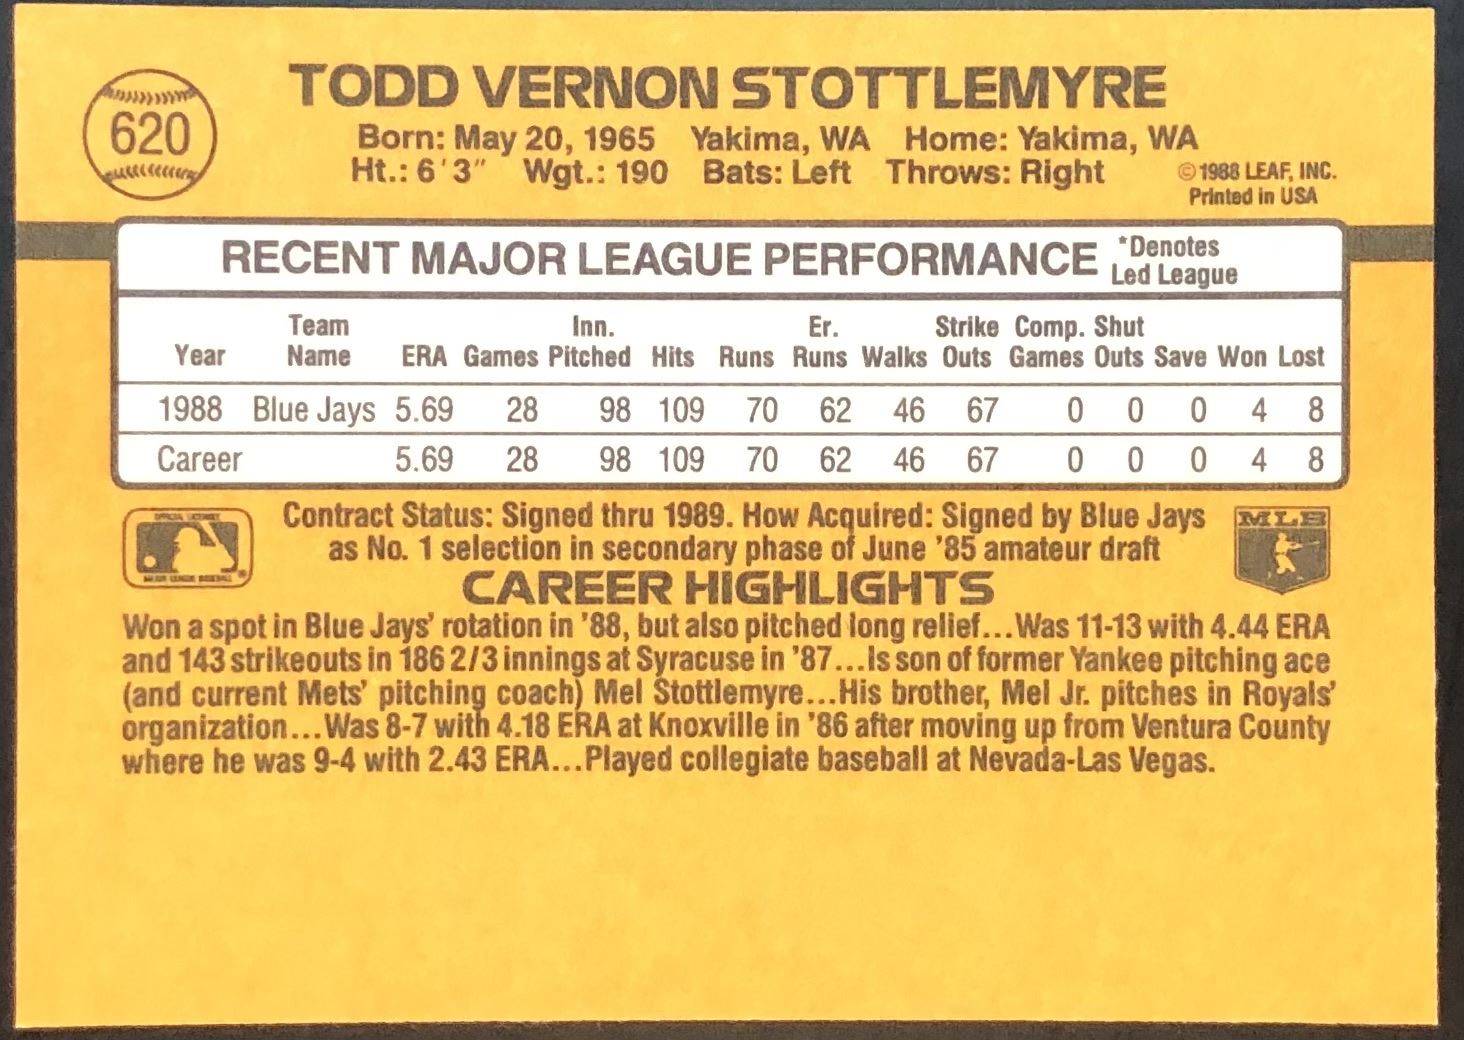 620
TODD VERNON STOTTLEMYRE
Born: May 20, 1965 Yakima, WA Home: Yakima, WA
Ht.: 6'3" Wgt.: 190 Bats: Left Throws: Right
©1988 LEAF, INC.
Printed in USA
RECENT MAJOR LEAGUE PERFORMANCE *Denotes
Led League
Team Inn. Er. Strike Comp. Shut
Year Name ERA Games Pitched Hits Runs Runs Walks Outs Games Outs Save Won Lost
1988 Blue Jays 5.69 28 98 109 70 62 46 67 0 0 0 4 8
Career 5.69 28 98 109 70 62 46 67 0 0 0 4 8
Contract Status: Signed thru 1989. How Acquired: Signed by Blue Jays
as No. 1 selection in secondary phase of June '85 amateur draft
OFFICIAL LICENSEE
MAJOR LEAGUE BASEBALL ®
MLB
CAREER HIGHLIGHTS
Won a spot in Blue Jays' rotation in '88, but also pitched long relief...Was 11-13 with 4.44 ERA
and 143 strikeouts in 186 2/3 innings at Syracuse in '87...Is son of former Yankee pitching ace
(and current Mets' pitching coach) Mel Stottlemyre...His brother, Mel Jr. pitches in Royals'
organization...Was 8-7 with 4.18 ERA at Knoxville in '86 after moving up from Ventura County
where he was 9-4 with 2.43 ERA...Played collegiate baseball at Nevada-Las Vegas.